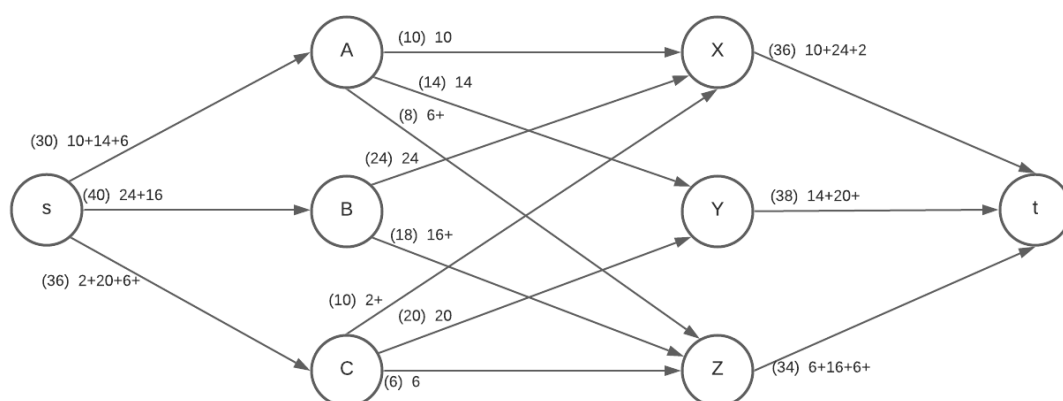 A
(10) 10
X
(36) 10+24+2
(14) 14
(8) 6+
(30) 10+14+6
(24) 24
s
(40) 24+16
B
Y
(38) 14+20+
t
(18) 16+
(36) 2+20+6+
(10) 2+
(20) 20
C
(6) 6
Z
(34) 6+16+6+